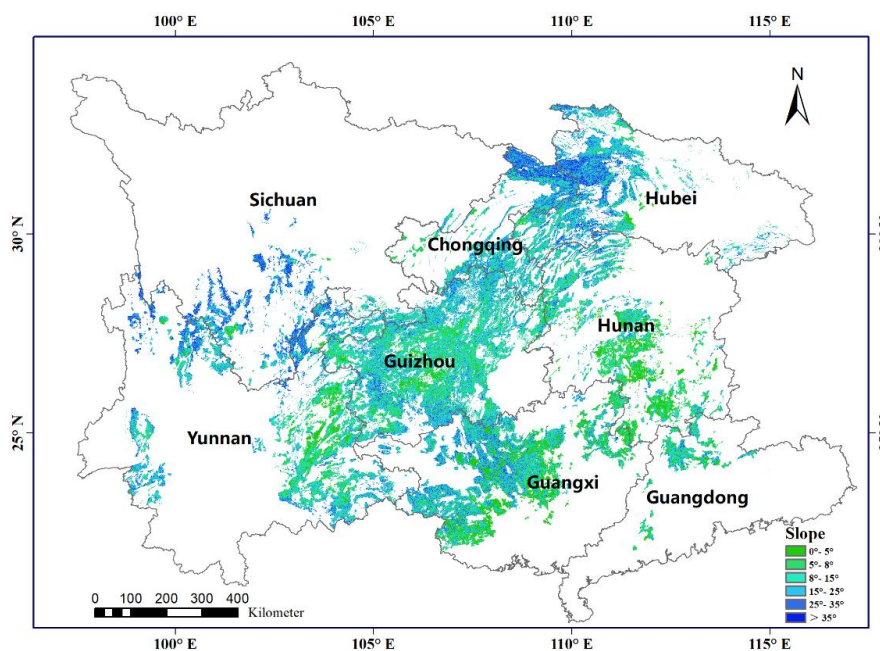 100° E 105° E 110° E 115° E
N
Sichuan
Hubei
30° N
Chongqing
Hunan
Guizhou
25° N
Yunnan
Guangxi
Guangdong
Slope
0°- 5°
5°- 8°
8°- 15°
15°- 25°
25°- 35°
> 35°
0 100 200 300 400
Kilometer
100° E 105° E 110° E 115° E